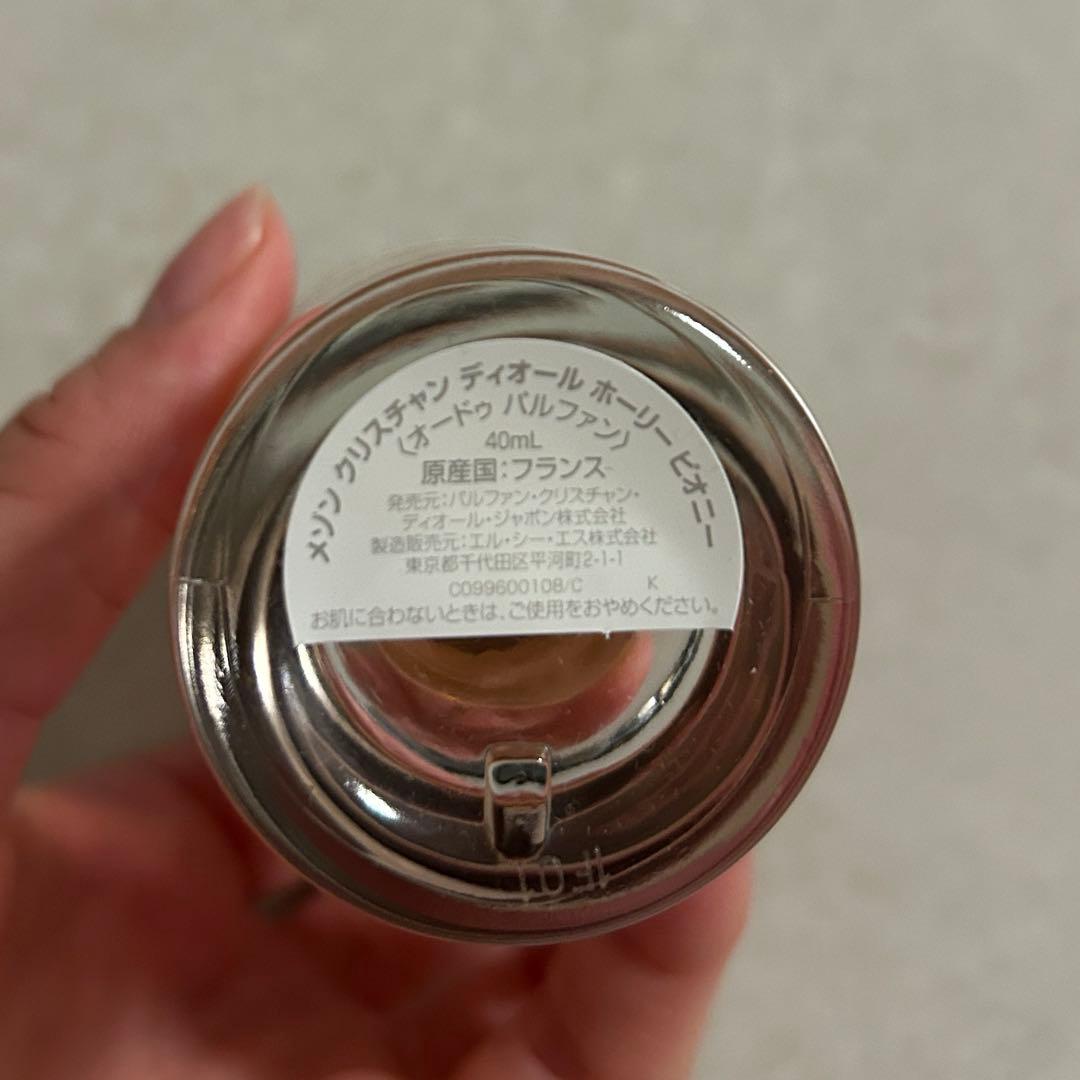 メゾン クリスチャン ディオール ホーリー ピオニー
(オードゥ パルファン)
40mL
原産国:フランス
発売元:パルファン・クリスチャン・
ディオール・ジャポン株式会社
製造販売元:エル・シー・エス株式会社
東京都千代田区平河町2-1-1
C099600108/C K
お肌に合わないときは、ご使用をおやめください。
1F01